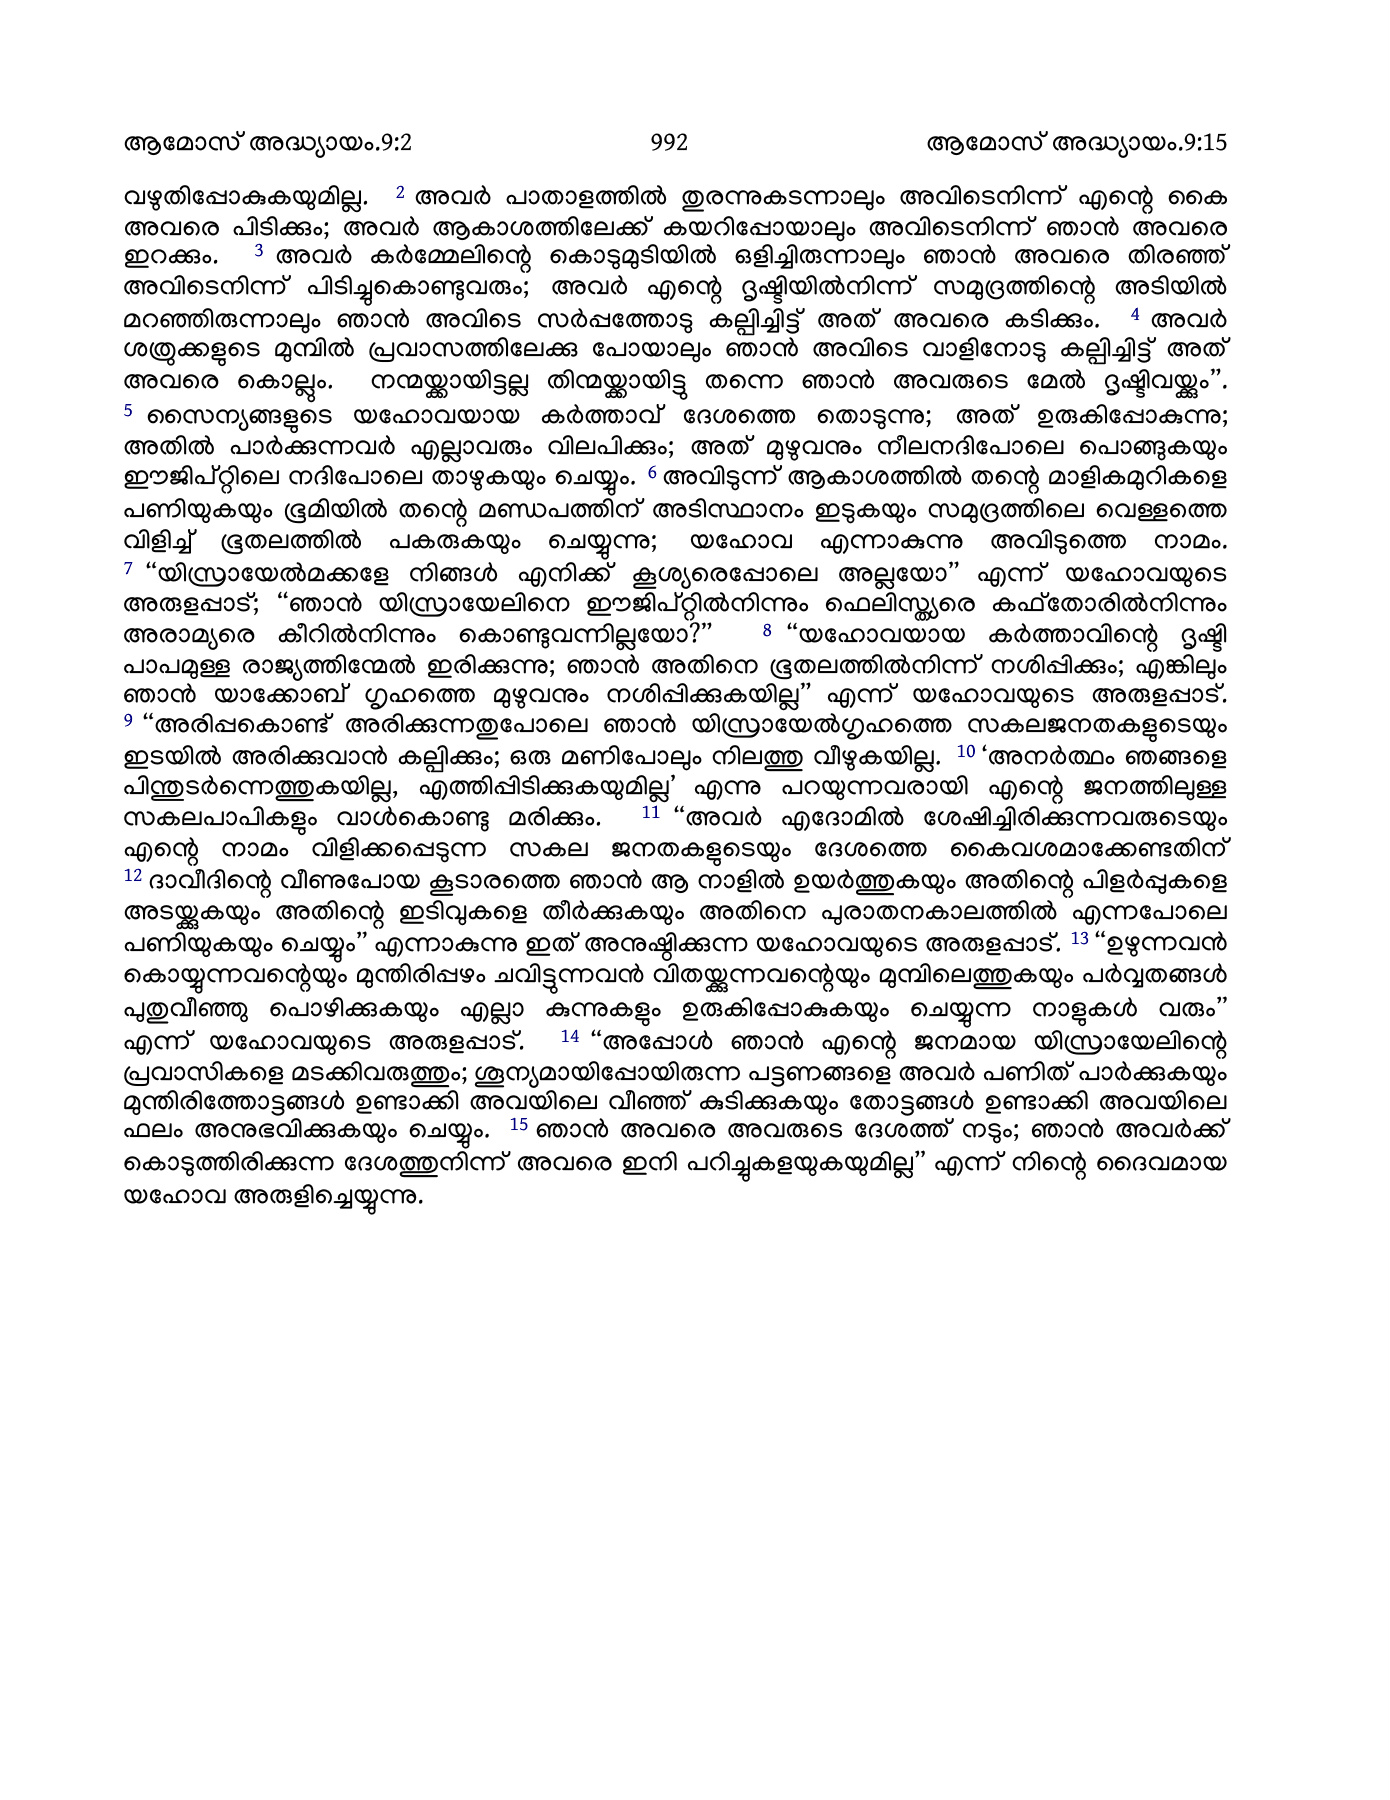 ആമോസ് അദ്ധ്യായം.9:2 992 ആമോസ് അദ്ധ്യായം.9:15
വഴുതിപ്പോകുകയുമില്ല. 2 അവർ പാതാളത്തിൽ തുരന്നുകടന്നാലും അവിടെനിന്ന് എന്റെ കൈ
അവരെ പിടിക്കും; അവർ ആകാശത്തിലേക്ക് കയറിപ്പോയാലും അവിടെനിന്ന് ഞാൻ അവരെ
ഇറക്കും. 3 അവർ കർമ്മേലിന്റെ കൊടുമുടിയിൽ ഒളിച്ചിരുന്നാലും ഞാൻ അവരെ തിരഞ്ഞ്
അവിടെനിന്ന് പിടിച്ചുകൊണ്ടുവരും; അവർ എന്റെ ദൃഷ്ടിയിൽനിന്ന് സമുദ്രത്തിന്റെ അടിയിൽ
മറഞ്ഞിരുന്നാലും ഞാൻ അവിടെ സർപ്പത്തോടു കല്പിച്ചിട്ട് അത് അവരെ കടിക്കും. 4 അവർ
ശത്രുക്കളുടെ മുമ്പിൽ പ്രവാസത്തിലേക്കു പോയാലും ഞാൻ അവിടെ വാളിനോടു കല്പിച്ചിട്ട് അത്
അവരെ കൊല്ലും. നന്മയ്ക്കായിട്ടല്ല തിന്മയ്ക്കായിട്ടു തന്നെ ഞാൻ അവരുടെ മേൽ ദൃഷ്ടിവയ്ക്കും”.
5 സൈന്യങ്ങളുടെ യഹോവയായ കർത്താവ് ദേശത്തെ തൊടുന്നു; അത് ഉരുകിപ്പോകുന്നു;
അതിൽ പാർക്കുന്നവർ എല്ലാവരും വിലപിക്കും; അത് മുഴുവനും നീലനദിപോലെ പൊങ്ങുകയും
ഈജിപ്റ്റിലെ നദിപോലെ താഴുകയും ചെയ്യും. 6 അവിടുന്ന് ആകാശത്തിൽ തന്റെ മാളികമുറികളെ
പണിയുകയും ഭൂമിയിൽ തന്റെ മണ്ഡപത്തിന് അടിസ്ഥാനം ഇടുകയും സമുദ്രത്തിലെ വെള്ളത്തെ
വിളിച്ച് ഭൂതലത്തിൽ പകരുകയും ചെയ്യുന്നു; യഹോവ എന്നാകുന്നു അവിടുത്തെ നാമം.
7 “യിസ്രായേൽമക്കളേ നിങ്ങൾ എനിക്ക് കൂശ്യരെപ്പോലെ അല്ലയോ” എന്ന് യഹോവയുടെ
അരുളപ്പാട്; “ഞാൻ യിസ്രായേലിനെ ഈജിപ്റ്റിൽനിന്നും ഫെലിസ്ത്യരെ കഫ്തോരിൽനിന്നും
അരാമ്യരെ കീറിൽനിന്നും കൊണ്ടുവന്നില്ലയോ?” 8 “യഹോവയായ കർത്താവിന്റെ ദൃഷ്ടി
പാപമുള്ള രാജ്യത്തിന്മേൽ ഇരിക്കുന്നു; ഞാൻ അതിനെ ഭൂതലത്തിൽനിന്ന് നശിപ്പിക്കും; എങ്കിലും
ഞാൻ യാക്കോബ് ഗൃഹത്തെ മുഴുവനും നശിപ്പിക്കുകയില്ല” എന്ന് യഹോവയുടെ അരുളപ്പാട്.
9 “അരിപ്പകൊണ്ട് അരിക്കുന്നതുപോലെ ഞാൻ യിസ്രായേൽഗൃഹത്തെ സകലജനതകളുടെയും
ഇടയിൽ അരിക്കുവാൻ കല്പിക്കും; ഒരു മണിപോലും നിലത്തു വീഴുകയില്ല. 10 ‘അനർത്ഥം ഞങ്ങളെ
പിന്തുടർന്നെത്തുകയില്ല, എത്തിപ്പിടിക്കുകയുമില്ല’ എന്നു പറയുന്നവരായി എന്റെ ജനത്തിലുള്ള
സകലപാപികളും വാൾകൊണ്ടു മരിക്കും. 11 “അവർ എദോമിൽ ശേഷിച്ചിരിക്കുന്നവരുടെയും
എന്റെ നാമം വിളിക്കപ്പെടുന്ന സകല ജനതകളുടെയും ദേശത്തെ കൈവശമാക്കേണ്ടതിന്
12 ദാവീദിന്റെ വീണുപോയ കൂടാരത്തെ ഞാൻ ആ നാളിൽ ഉയർത്തുകയും അതിന്റെ പിളർപ്പുകളെ
അടയ്ക്കുകയും അതിന്റെ ഇടിവുകളെ തീർക്കുകയും അതിനെ പുരാതനകാലത്തിൽ എന്നപോലെ
പണിയുകയും ചെയ്യും” എന്നാകുന്നു ഇത് അനുഷ്ഠിക്കുന്ന യഹോവയുടെ അരുളപ്പാട്. 13 “ഉഴുന്നവൻ
കൊയ്യുന്നവന്റെയും മുന്തിരിപ്പഴം ചവിട്ടുന്നവൻ വിതയ്ക്കുന്നവന്റെയും മുമ്പിലെത്തുകയും പർവ്വതങ്ങൾ
പുതുവീഞ്ഞു പൊഴിക്കുകയും എല്ലാ കുന്നുകളും ഉരുകിപ്പോകുകയും ചെയ്യുന്ന നാളുകൾ വരും”
എന്ന് യഹോവയുടെ അരുളപ്പാട്. 14 “അപ്പോൾ ഞാൻ എന്റെ ജനമായ യിസ്രായേലിന്റെ
പ്രവാസികളെ മടക്കിവരുത്തും; ശൂന്യമായിപ്പോയിരുന്ന പട്ടണങ്ങളെ അവർ പണിത് പാർക്കുകയും
മുന്തിരിത്തോട്ടങ്ങൾ ഉണ്ടാക്കി അവയിലെ വീഞ്ഞ് കുടിക്കുകയും തോട്ടങ്ങൾ ഉണ്ടാക്കി അവയിലെ
ഫലം അനുഭവിക്കുകയും ചെയ്യും. 15 ഞാൻ അവരെ അവരുടെ ദേശത്ത് നടും; ഞാൻ അവർക്ക്
കൊടുത്തിരിക്കുന്ന ദേശത്തുനിന്ന് അവരെ ഇനി പറിച്ചുകളയുകയുമില്ല” എന്ന് നിന്റെ ദൈവമായ
യഹോവ അരുളിച്ചെയ്യുന്നു.